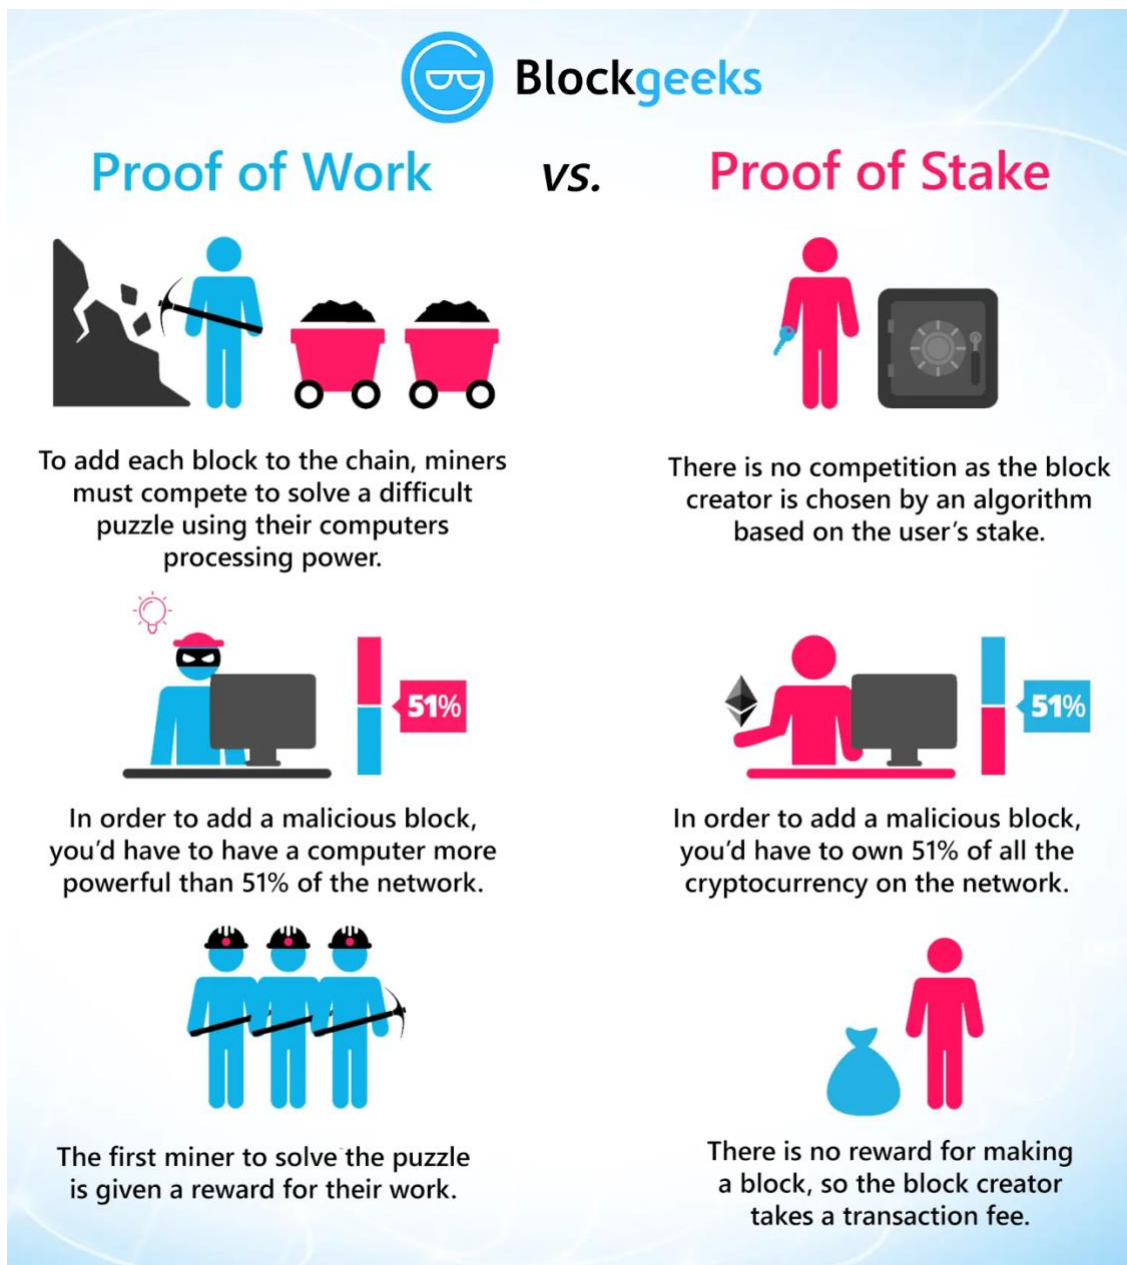 Blockgeeks
Proof of Work
vs.
Proof of Stake
To add each block to the chain, miners
must compete to solve a difficult
puzzle using their computers
processing power.
There is no competition as the block
creator is chosen by an algorithm
based on the user's stake.
51%
51%
In order to add a malicious block,
you'd have to have a computer more
powerful than 51% of the network.
In order to add a malicious block,
you'd have to own 51% of all the
cryptocurrency on the network.
The first miner to solve the puzzle
is given a reward for their work.
There is no reward for making
a block, so the block creator
takes a transaction fee.